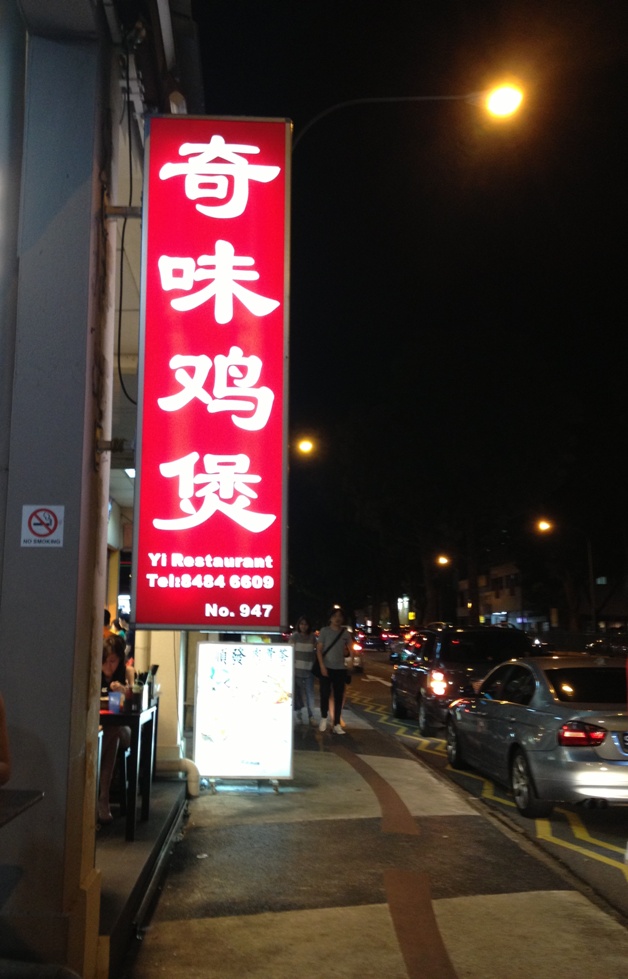 奇味鸡煲
Yi Restaurant
Tel:8484 6609
No. 947
NO SMOKING